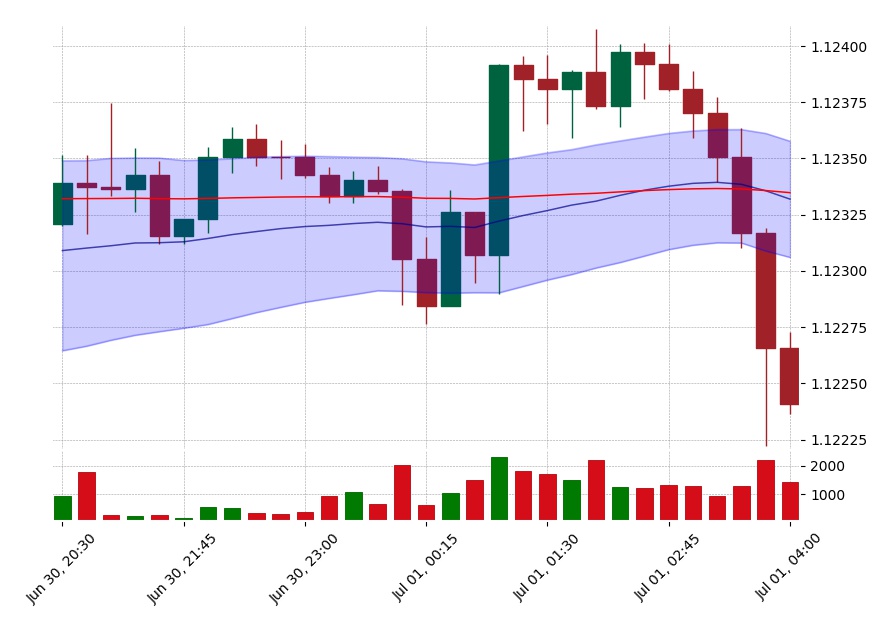 1.12400
1.12375
1.12350
1.12325
1.12300
1.12275
1.12250
1.12225
2000
1000
Jun 30, 20:30
Jun 30, 21:45
Jun 30, 23:00
Jul 01, 00:15
Jul 01, 01:30
Jul 01, 02:45
Jul 01, 04:00